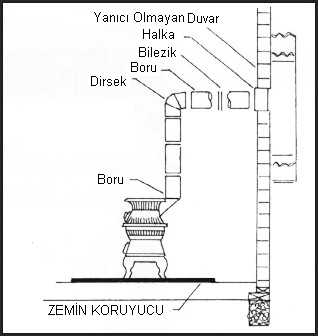 Yanıcı Olmayan Duvar
Halka
Bilezik
Boru
Dirsek
Boru
ZEMİN KORUYUCU